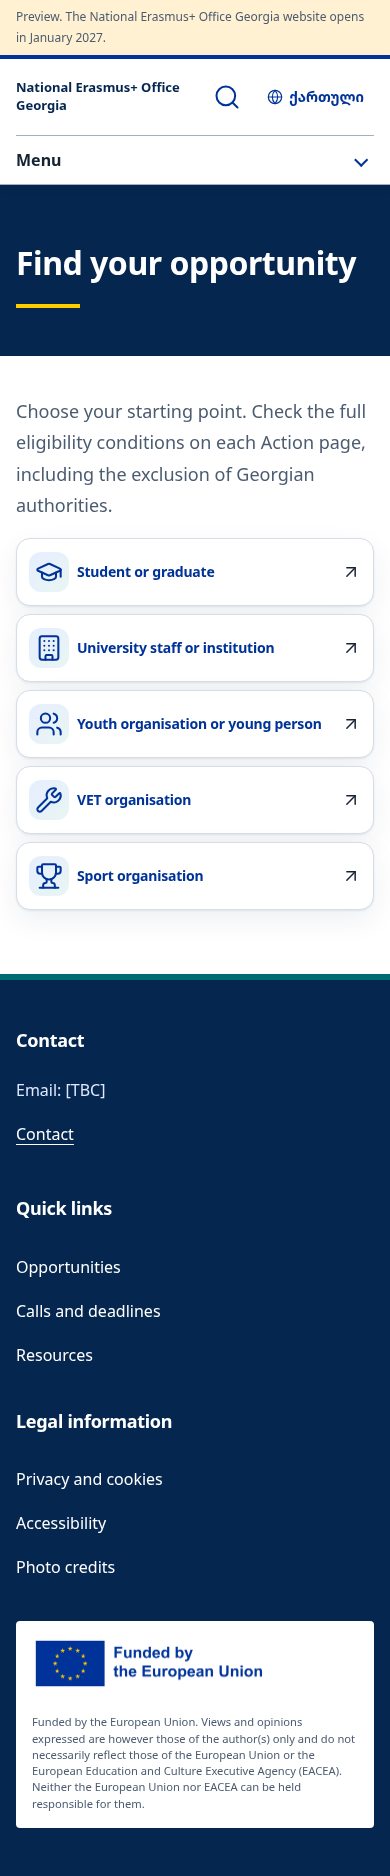 Preview. The National Erasmus+ Office Georgia website opens
in January 2027.
National Erasmus+ Office
Georgia
ქართული
Menu
Find your opportunity
Choose your starting point. Check the full
eligibility conditions on each Action page,
including the exclusion of Georgian
authorities.
Student or graduate
University staff or institution
Youth organisation or young person
VET organisation
Sport organisation
Contact
Email: [TBC]
Contact
Quick links
Opportunities
Calls and deadlines
Resources
Legal information
Privacy and cookies
Accessibility
Photo credits
Funded by
the European Union
Funded by the European Union. Views and opinions
expressed are however those of the author(s) only and do not
necessarily reflect those of the European Union or the
European Education and Culture Executive Agency (EACEA).
Neither the European Union nor EACEA can be held
responsible for them.